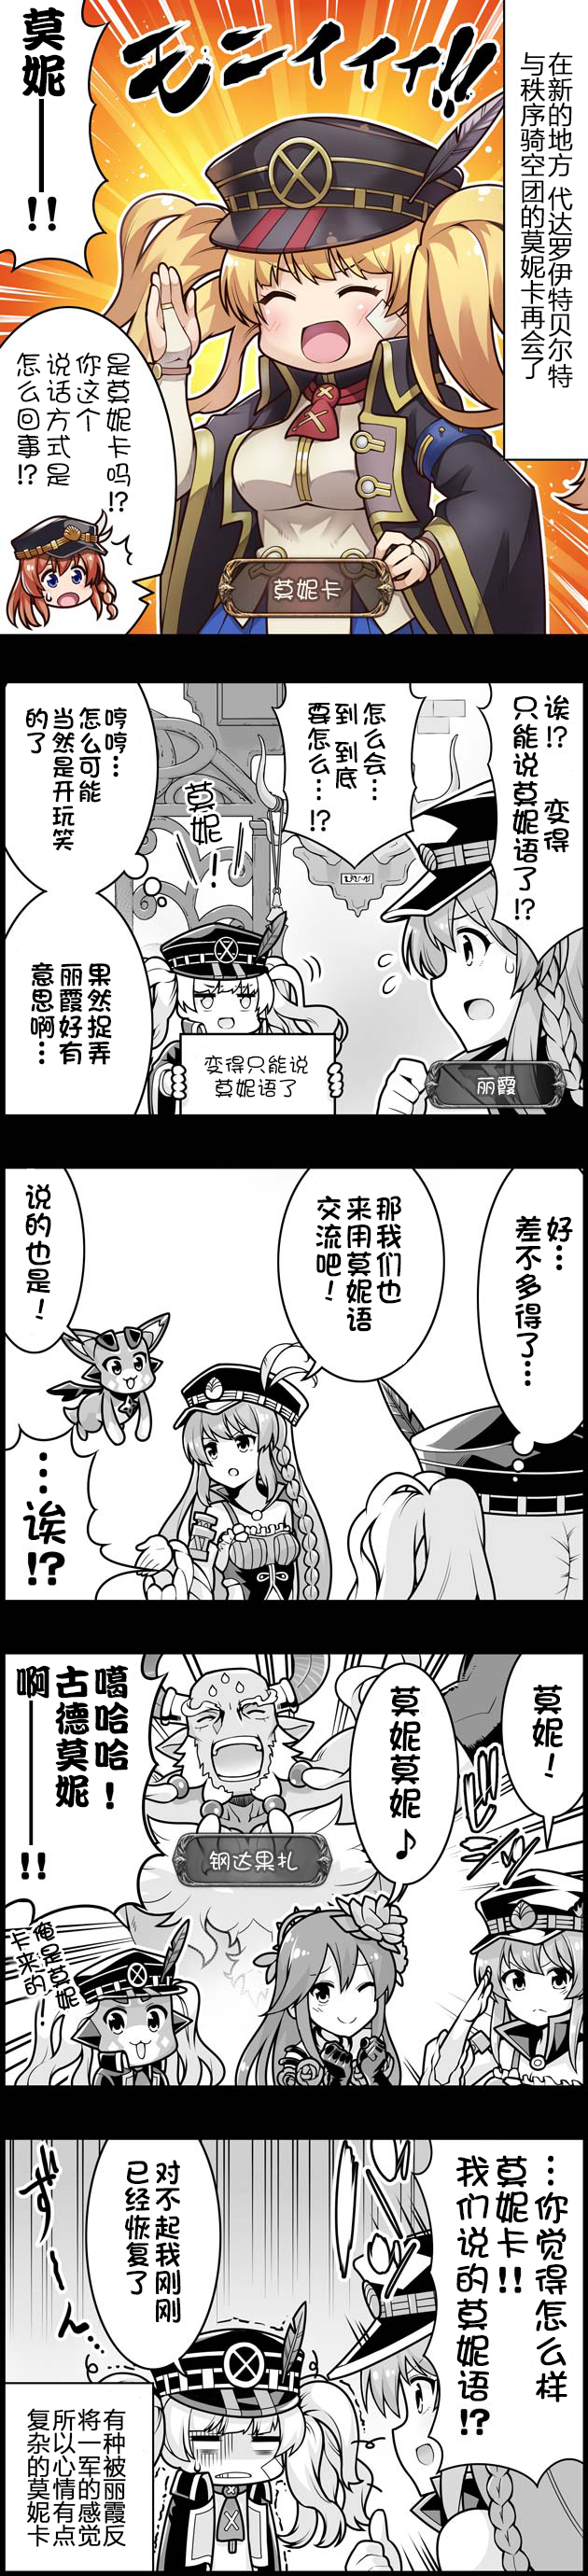 在新的地方 代达罗伊特贝尔特
与秩序骑空团的莫妮卡再会了
モニィィィ!!
莫妮——!!
是莫妮卡吗!?
你这个
说话方式是
怎么回事!?
莫妮卡
诶!? 变得
只能说莫妮语了!?
怎么会…
到 到底
要怎么…!?
莫妮!
哼哼…
怎么可能
当然是开玩笑
的了
果然捉弄
丽霞好有
意思啊…
变得只能说
莫妮语了
丽霞
好…
差不多得了…
那我们也
来用莫妮语
交流吧!
说的也是!
…诶!?
莫妮!
莫妮莫妮♪
噶哈哈!
古德莫妮
啊——!!
钢达果扎
俺是莫妮
卡来的!
…你觉得怎么样
莫妮卡!!
我们说的莫妮语!?
对不起我刚刚
已经恢复了
ず〜ん…
有种被丽霞反
将一军的感觉
所以心情有点
复杂的莫妮卡